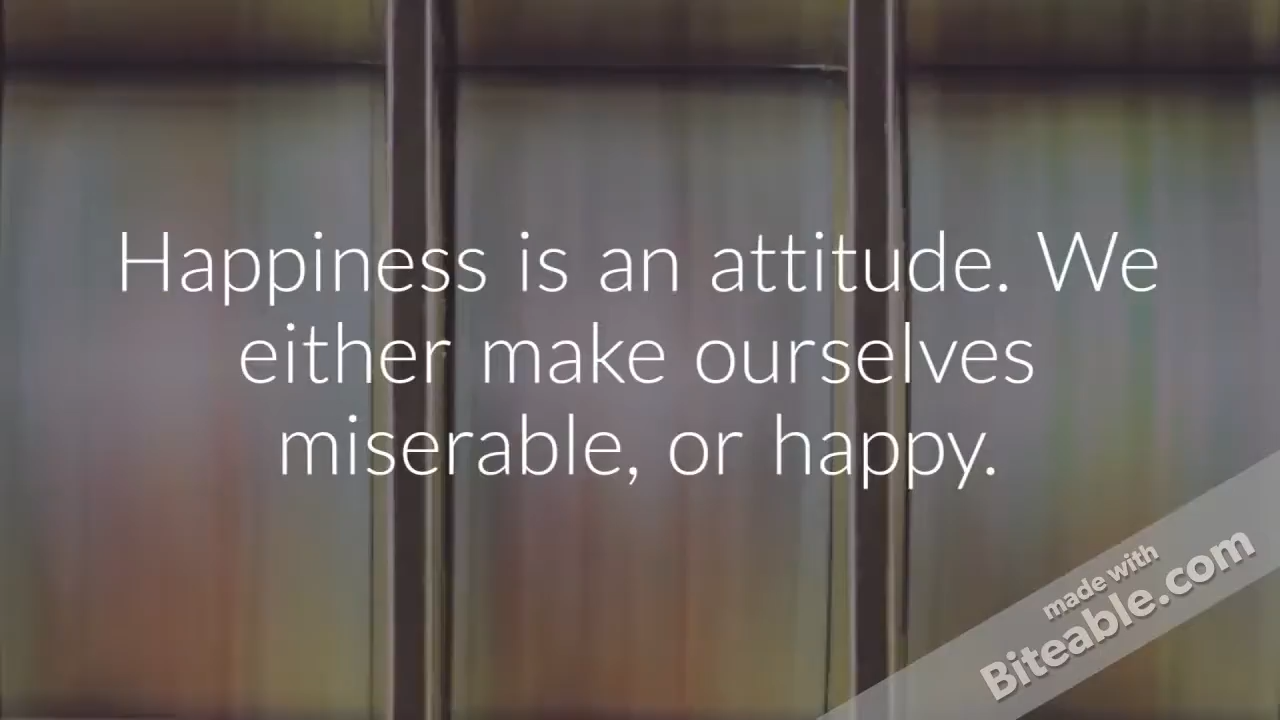 Happiness is an attitude. We
either make ourselves
miserable, or happy.
made with
Biteable.com